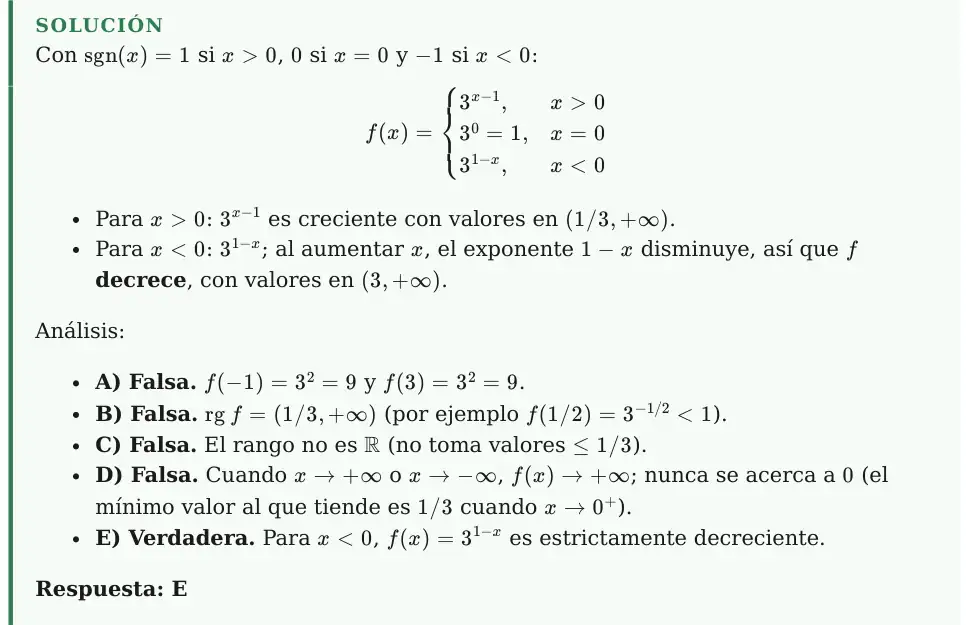 SOLUCIÓN
Con sgn(x) = 1 si x > 0, 0 si x = 0 y −1 si x < 0:
f(x) = { 3^{x−1}, x > 0
3^0 = 1, x = 0
3^{1−x}, x < 0
• Para x > 0: 3^{x−1} es creciente con valores en (1/3, +∞).
• Para x < 0: 3^{1−x}; al aumentar x, el exponente 1 − x disminuye, así que f
decrece, con valores en (3, +∞).
Análisis:
• A) Falsa. f(−1) = 3^2 = 9 y f(3) = 3^2 = 9.
• B) Falsa. rg f = (1/3, +∞) (por ejemplo f(1/2) = 3^{−1/2} < 1).
• C) Falsa. El rango no es ℝ (no toma valores ≤ 1/3).
• D) Falsa. Cuando x → +∞ o x → −∞, f(x) → +∞; nunca se acerca a 0 (el
mínimo valor al que tiende es 1/3 cuando x → 0^+).
• E) Verdadera. Para x < 0, f(x) = 3^{1−x} es estrictamente decreciente.
Respuesta: E